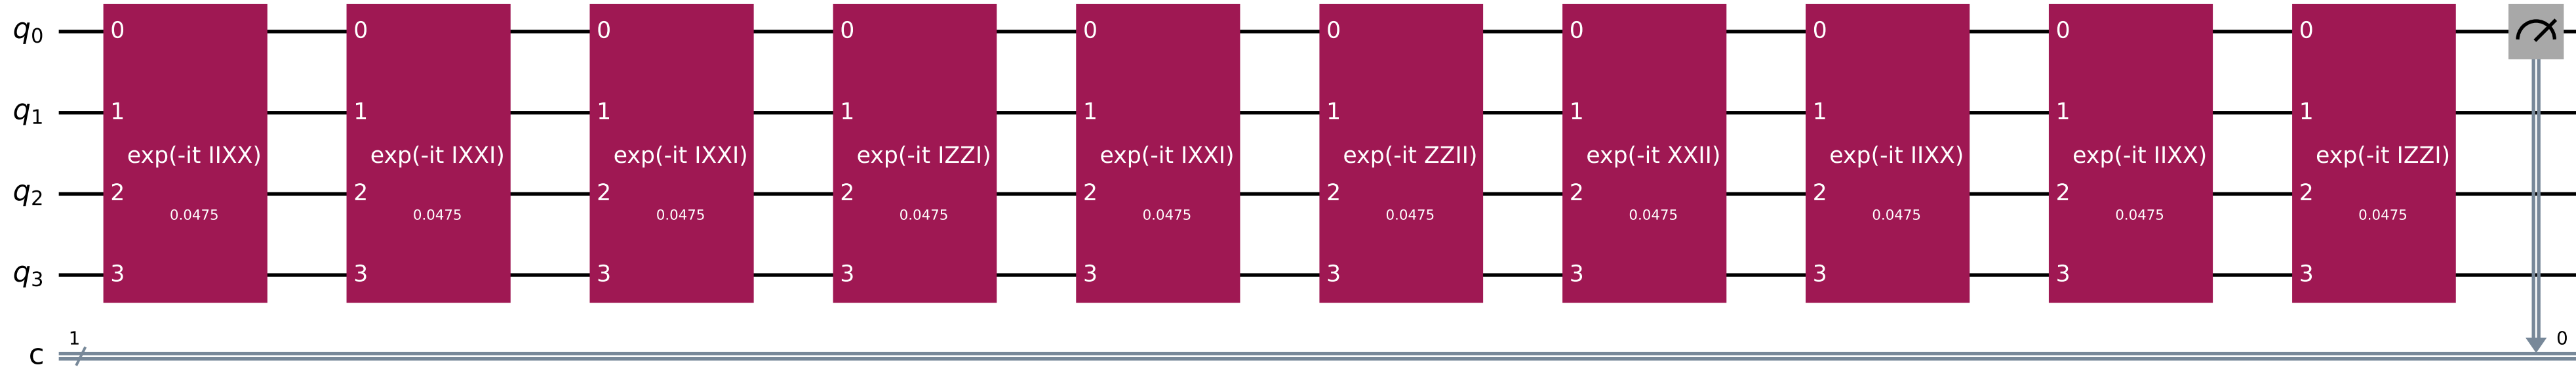 q0 0 0 0 0 0 0 0 0 0 0
q1 1 1 1 1 1 1 1 1 1 1
exp(-it IIXX) exp(-it IXXI) exp(-it IXXI) exp(-it IZZI) exp(-it IXXI) exp(-it ZZII) exp(-it XXII) exp(-it IIXX) exp(-it IIXX) exp(-it IZZI)
q2 2 2 2 2 2 2 2 2 2 2
0.0475 0.0475 0.0475 0.0475 0.0475 0.0475 0.0475 0.0475 0.0475 0.0475
q3 3 3 3 3 3 3 3 3 3 3
1 0
c